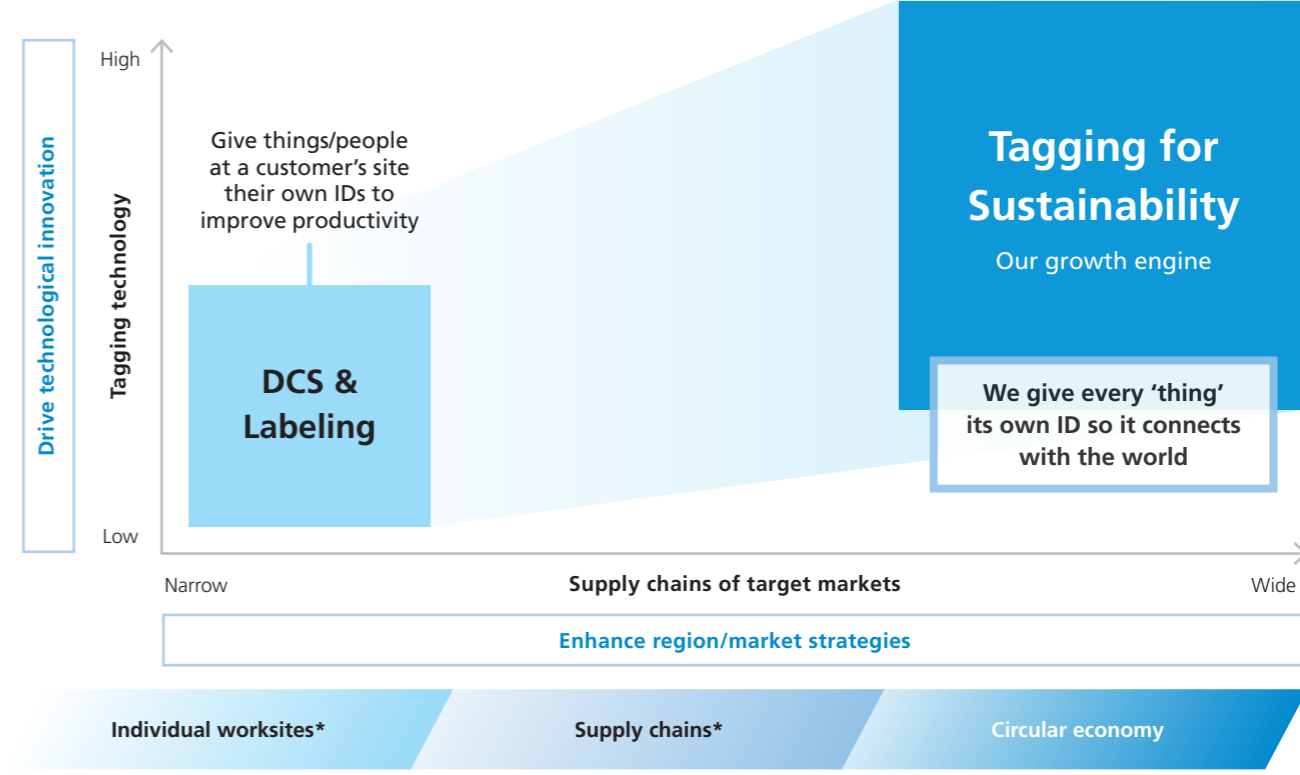 Drive technological innovation
Tagging technology
High
Low
Give things/people
at a customer’s site
their own IDs to
improve productivity
DCS &
Labeling
Tagging for
Sustainability
Our growth engine
We give every ‘thing’
its own ID so it connects
with the world
Narrow
Supply chains of target markets
Wide
Enhance region/market strategies
Individual worksites*
Supply chains*
Circular economy